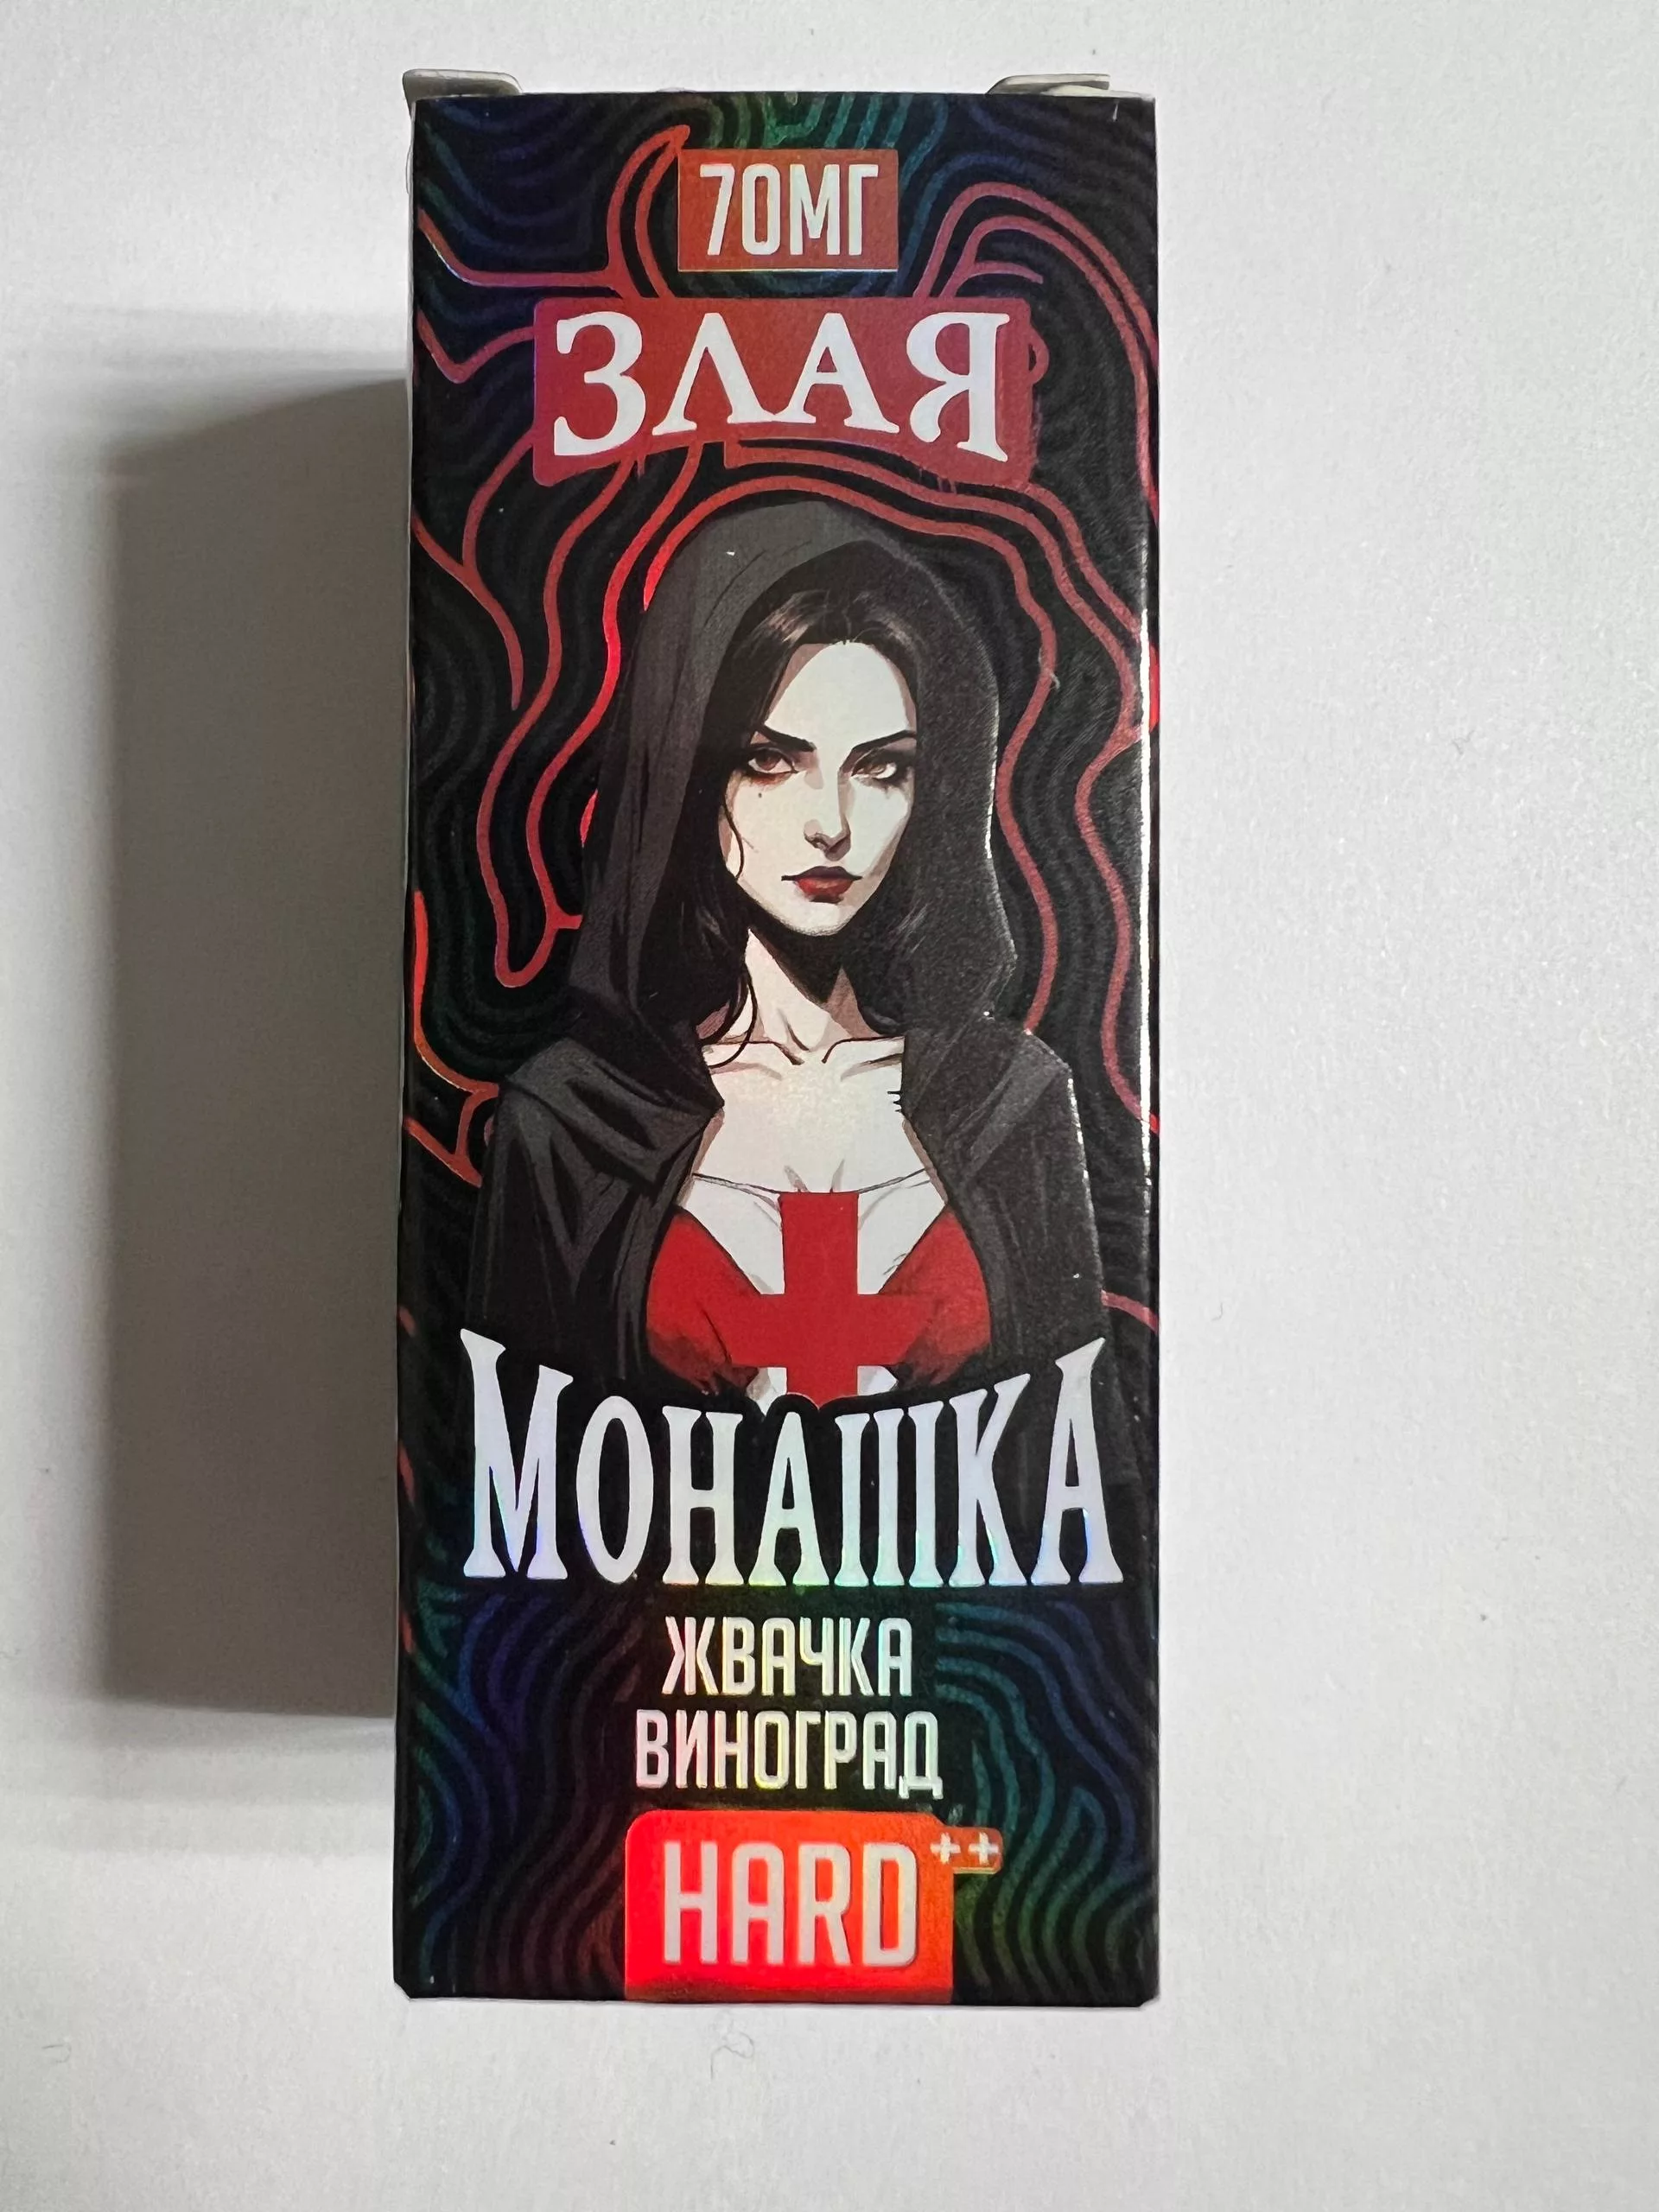 70МГ
ЗЛАЯ
МОНАШКА
ЖВАЧКА
ВИНОГРАД
HARD++